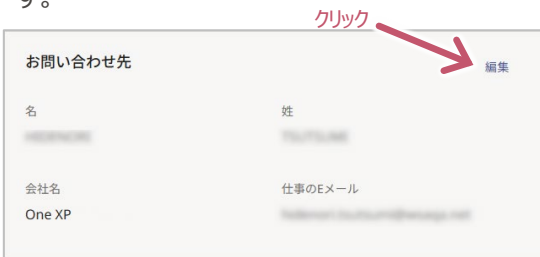 す。
クリック
お問い合わせ先
編集
名
姓
会社名
仕事のEメール
One XP